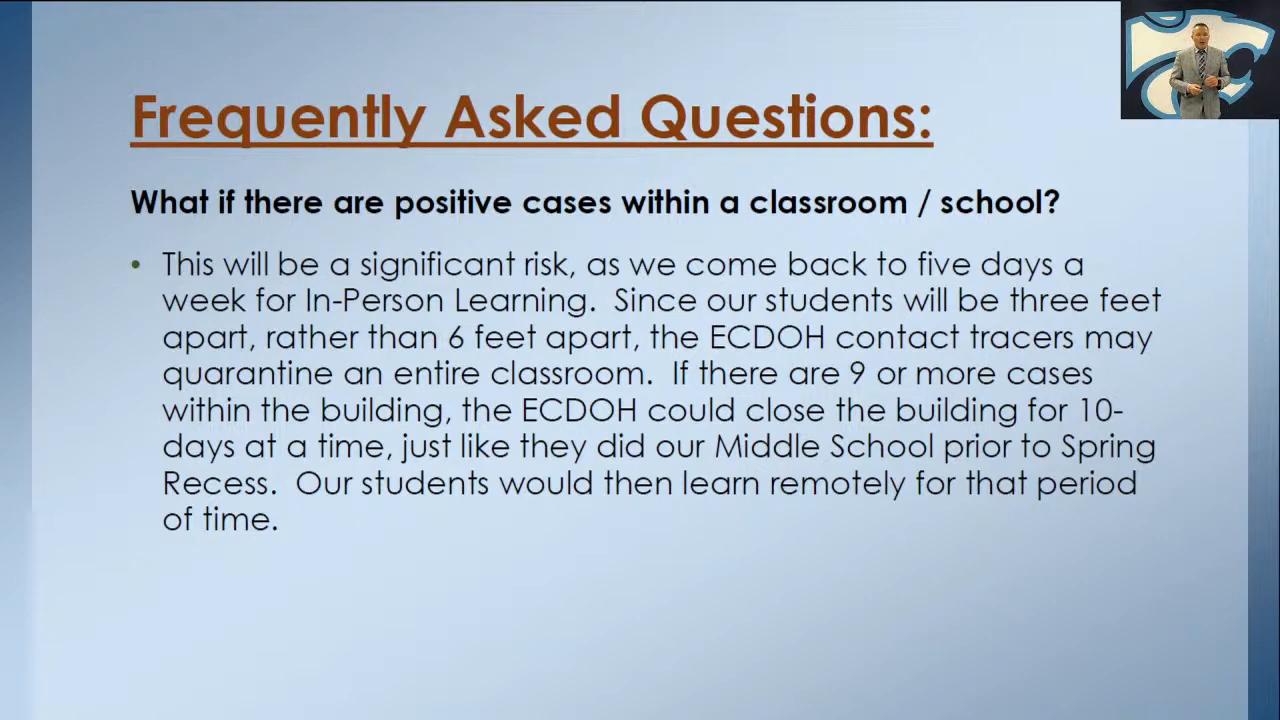 Frequently Asked Questions:
What if there are positive cases within a classroom / school?
• This will be a significant risk, as we come back to five days a
week for In-Person Learning.  Since our students will be three feet
apart, rather than 6 feet apart, the ECDOH contact tracers may
quarantine an entire classroom.  If there are 9 or more cases
within the building, the ECDOH could close the building for 10-
days at a time, just like they did our Middle School prior to Spring
Recess.  Our students would then learn remotely for that period
of time.